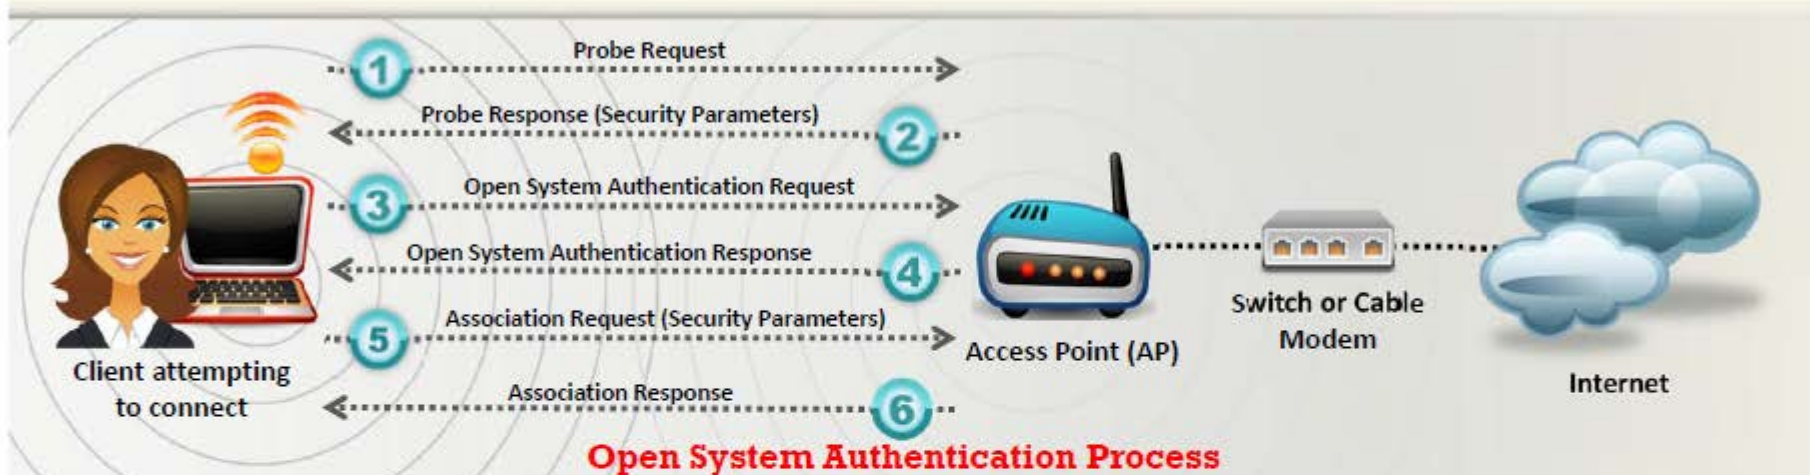 1
Probe Request
Probe Response (Security Parameters)
2
3
Open System Authentication Request
Open System Authentication Response
4
5
Association Request (Security Parameters)
Association Response
6
Client attempting
to connect
Access Point (AP)
Switch or Cable
Modem
Internet
Open System Authentication Process